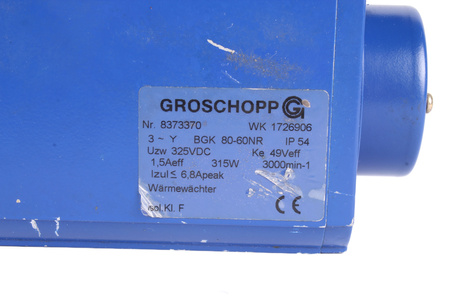 GROSCHOPP G
Nr. 8373370 WK 1726906
3 ~ Y BGK 80-60NR IP 54
Uzw 325VDC Ke 49Veff
1,5Aeff 315W 3000min-1
Izul ≤ 6,8Apeak
Wärmewächter
Isol.Kl. F CE